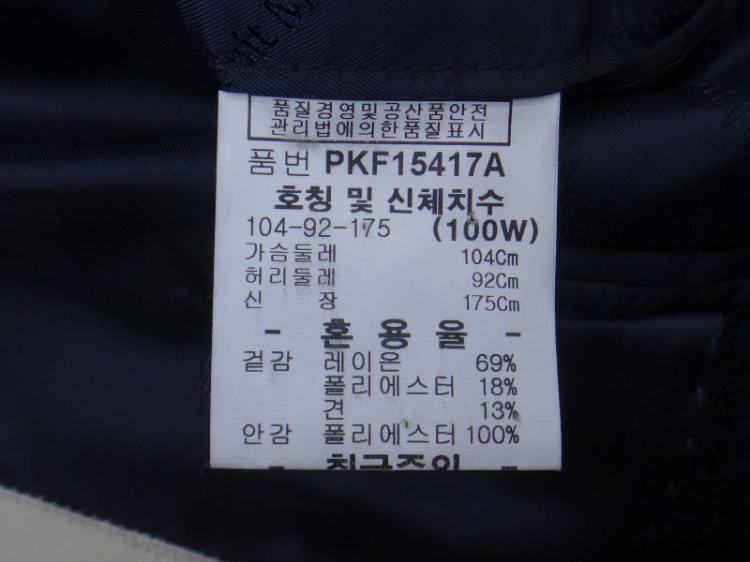 품질경영및공산품안전
관리법에의한품질표시
품번 PKF15417A
호칭 및 신체치수
104-92-175 (100W)
가슴둘레 104Cm
허리둘레 92Cm
신 장 175Cm
- 혼 용 율 -
겉감 레이온 69%
폴리에스터 18%
견 13%
안감 폴리에스터 100%